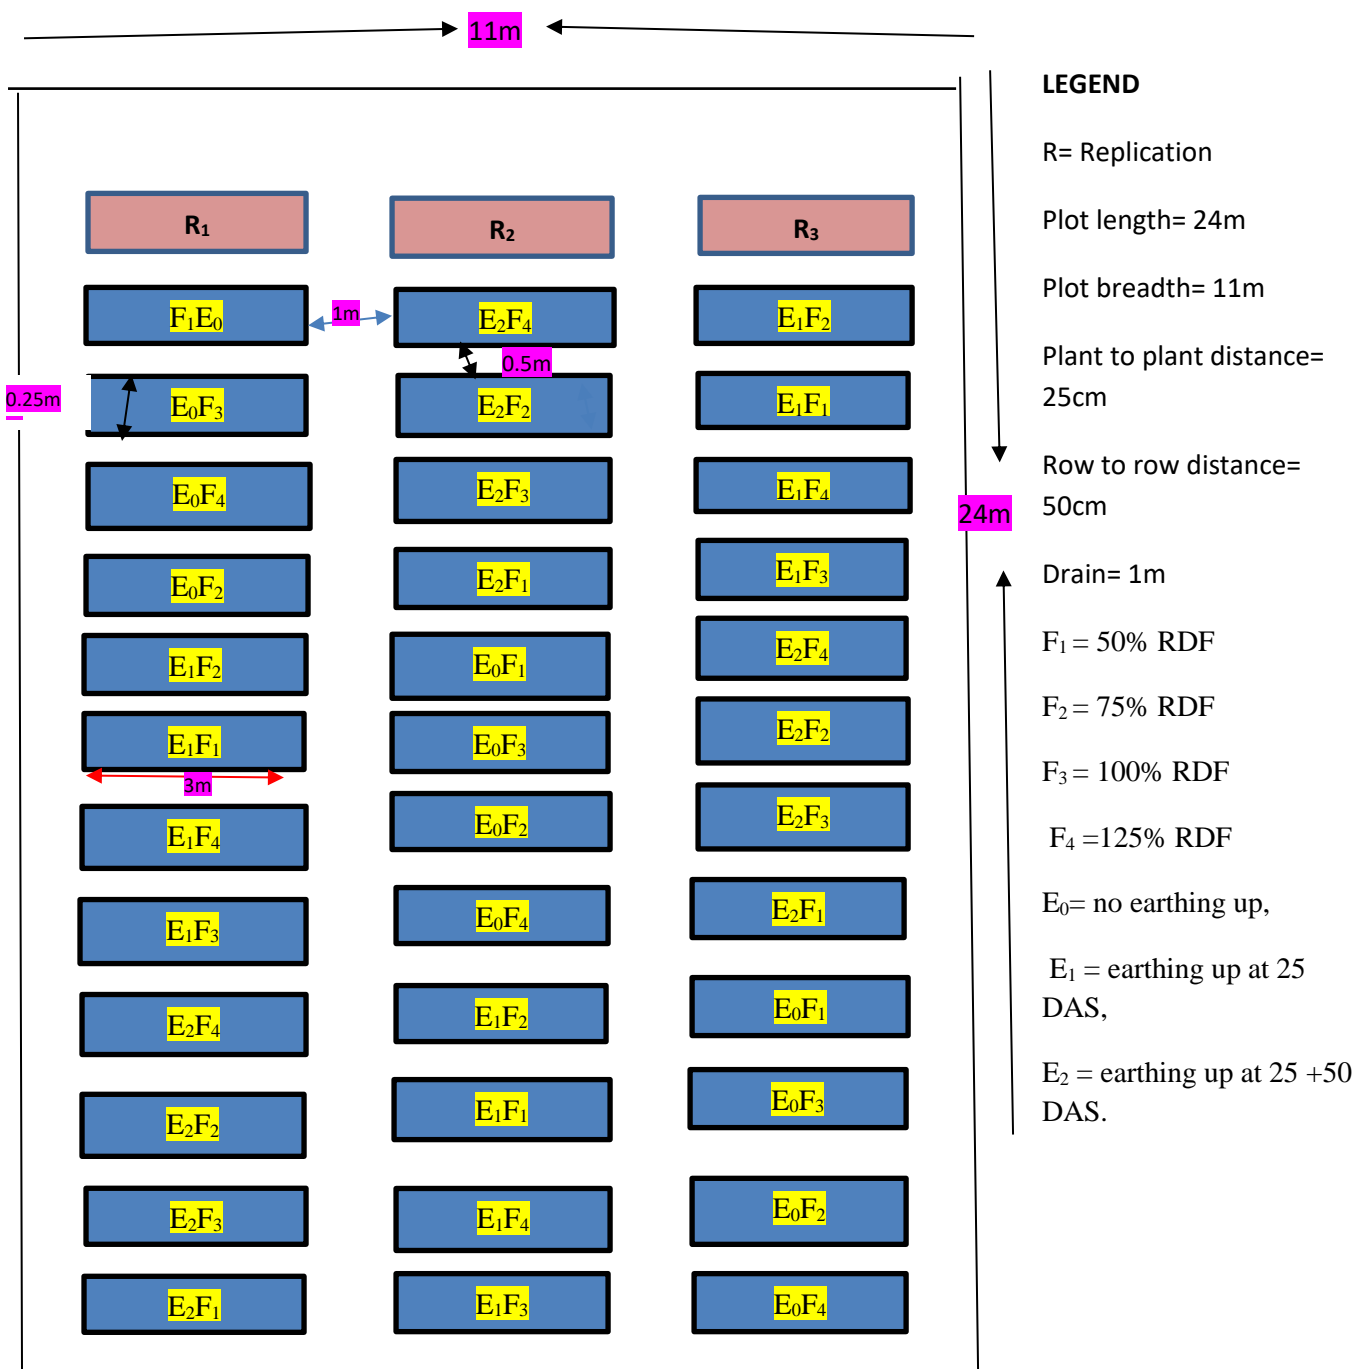 11m
LEGEND
R= Replication
Plot length= 24m
Plot breadth= 11m
Plant to plant distance=
25cm
Row to row distance=
50cm
Drain= 1m
F₁ = 50% RDF
F₂ = 75% RDF
F₃ = 100% RDF
F₄ =125% RDF
E₀= no earthing up,
E₁ = earthing up at 25
DAS,
E₂ = earthing up at 25 +50
DAS.
24m
R₁ R₂ R₃
F₁E₀ 1m E₂F₄ E₁F₂
0.5m
0.25m E₀F₃ E₂F₂ E₁F₁
E₀F₄ E₂F₃ E₁F₄
E₀F₂ E₂F₁ E₁F₃
E₁F₂ E₀F₁ E₂F₄
E₁F₁ E₀F₃ E₂F₂
3m
E₁F₄ E₀F₂ E₂F₃
E₁F₃ E₀F₄ E₂F₁
E₂F₄ E₁F₂ E₀F₁
E₂F₂ E₁F₁ E₀F₃
E₂F₃ E₁F₄ E₀F₂
E₂F₁ E₁F₃ E₀F₄